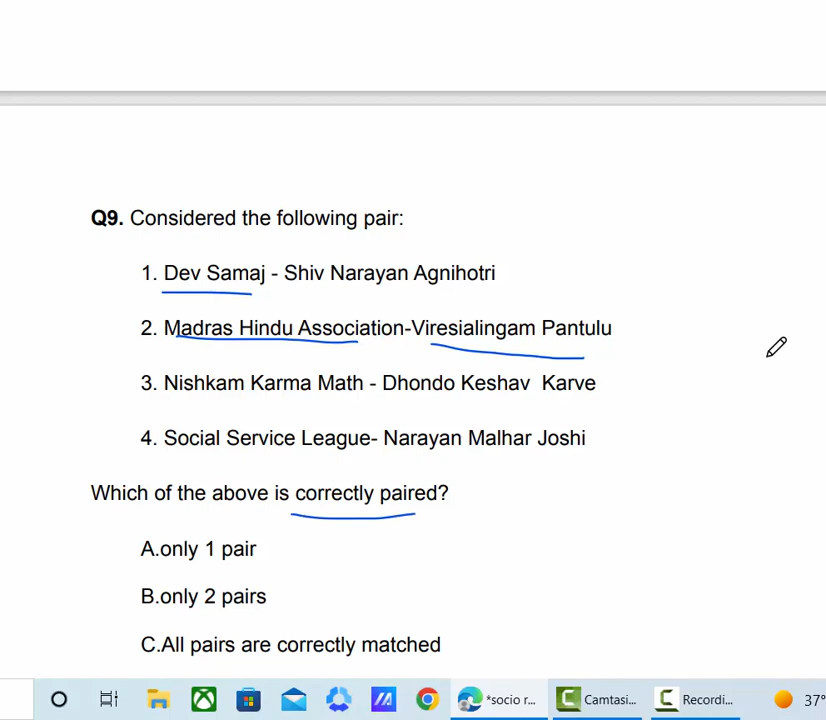 Q9. Considered the following pair:
1. Dev Samaj - Shiv Narayan Agnihotri
2. Madras Hindu Association-Viresialingam Pantulu
3. Nishkam Karma Math - Dhondo Keshav Karve
4. Social Service League- Narayan Malhar Joshi
Which of the above is correctly paired?
A.only 1 pair
B.only 2 pairs
C.All pairs are correctly matched
*socio r... Camtasi... Recordi... 37°